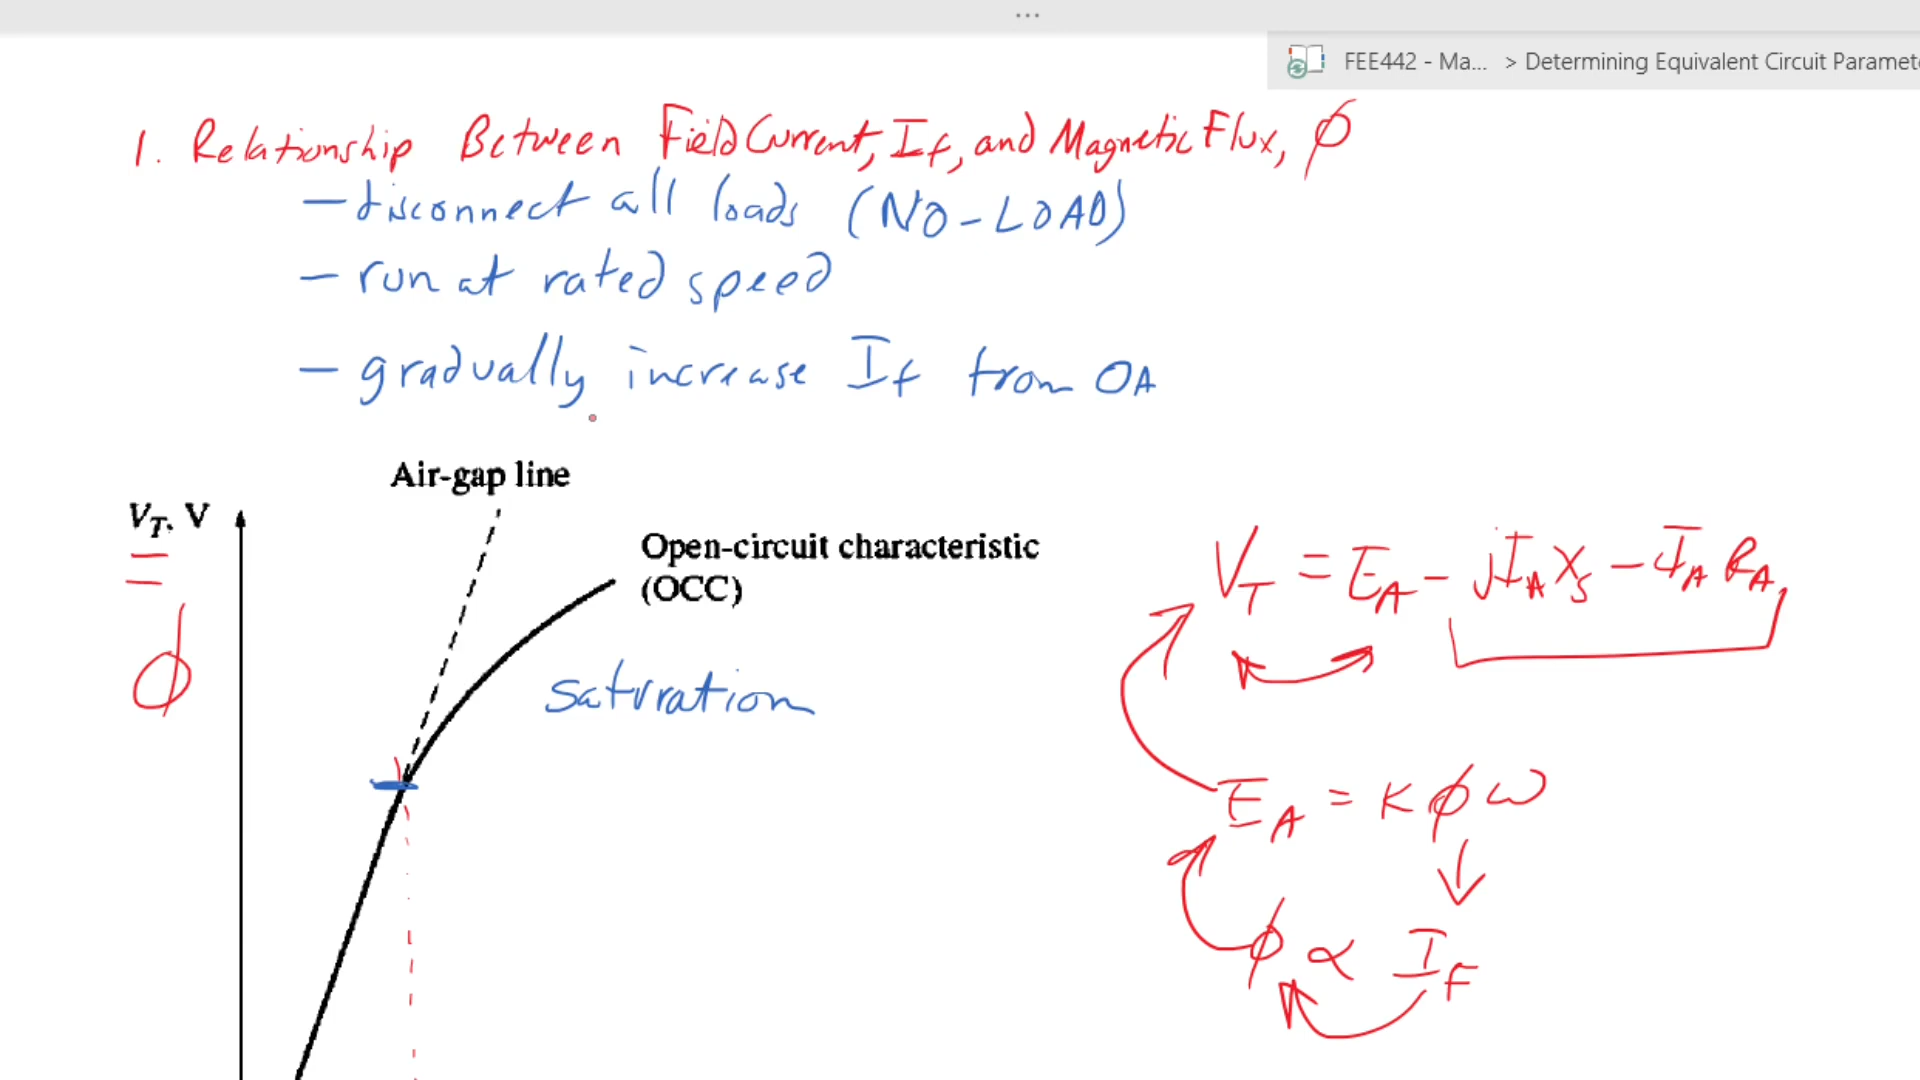 ...
FEE442 - Ma... > Determining Equivalent Circuit Paramet
1. Relationship Between Field Current, IF, and Magnetic Flux, φ
— disconnect all loads (NO-LOAD)
— run at rated speed
— gradually increase IF from 0A
Air-gap line
VT, V
Open-circuit characteristic
(OCC)
φ
saturation
VT = EA - jIAXS - IARA
EA = Kφω
φ ∝ IF